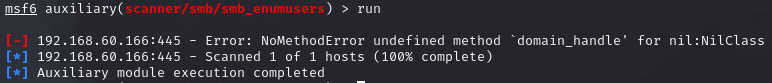 msf6 auxiliary(scanner/smb/smb_enumusers) > run
[-] 192.168.60.166:445 - Error: NoMethodError undefined method `domain_handle' for nil:NilClass
[*] 192.168.60.166:445 - Scanned 1 of 1 hosts (100% complete)
[*] Auxiliary module execution completed